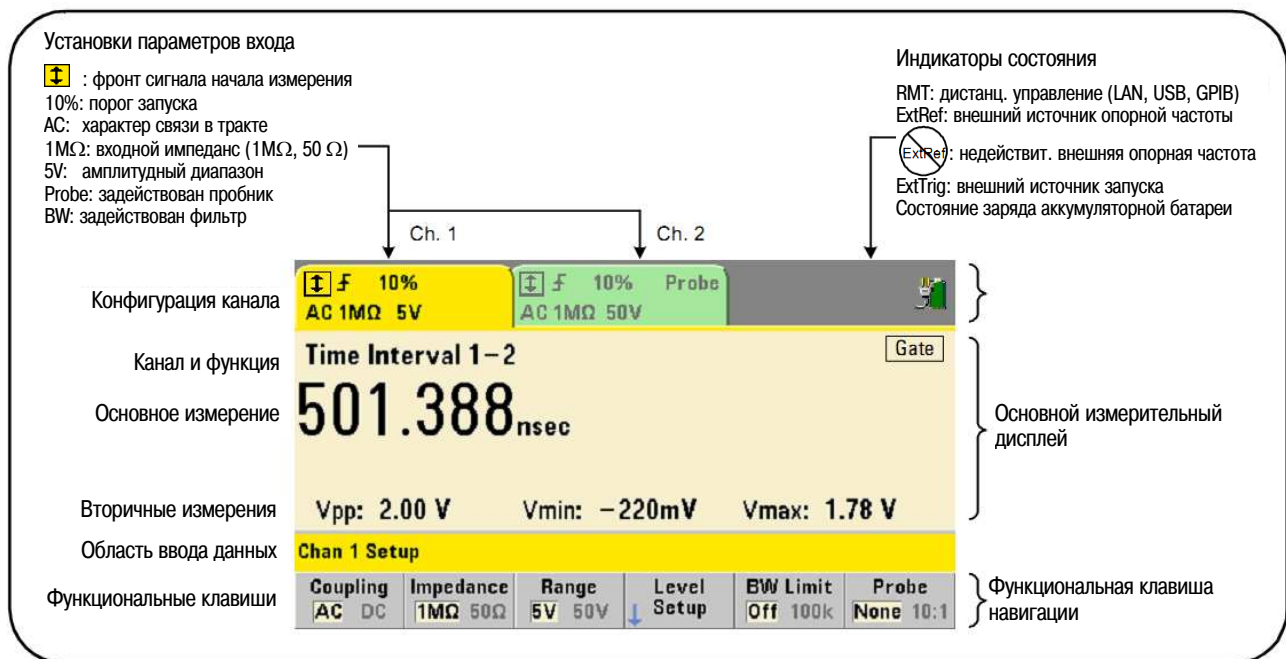 Установки параметров входа
: фронт сигнала начала измерения
10%: порог запуска
AC: характер связи в тракте
1MΩ: входной импеданс (1MΩ, 50 Ω)
5V: амплитудный диапазон
Probe: задействован пробник
BW: задействован фильтр
Индикаторы состояния
RMT: дистанц. управление (LAN, USB, GPIB)
ExtRef: внешний источник опорной частоты
ExtRef : недействит. внешняя опорная частота
ExtTrig: внешний источник запуска
Состояние заряда аккумуляторной батареи
Ch. 1
Ch. 2
Конфигурация канала
10%
AC 1MΩ 5V
10% Probe
AC 1MΩ 50V
Канал и функция
Time Interval 1-2
Gate
Основное измерение
501.388 nsec
Основной измерительный
дисплей
Вторичные измерения
Vpp: 2.00 V Vmin: -220mV Vmax: 1.78 V
Область ввода данных
Chan 1 Setup
Функциональные клавиши
Coupling
AC DC
Impedance
1MΩ 50Ω
Range
5V 50V
Level
Setup
BW Limit
Off 100k
Probe
None 10:1
Функциональная клавиша
навигации